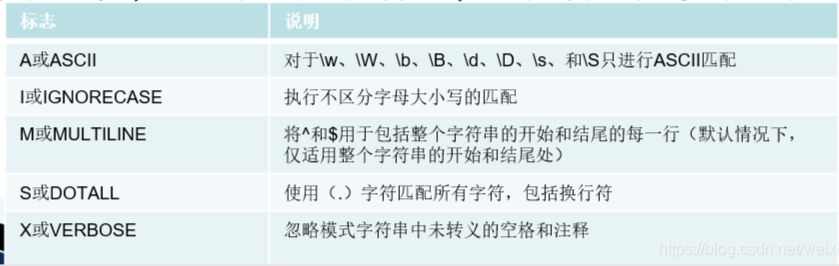 标志 说明
A或ASCII 对于\w、\W、\b、\B、\d、\D、\s、和\S只进行ASCII匹配
I或IGNORECASE 执行不区分字母大小写的匹配
M或MULTILINE 将^和$用于包括整个字符串的开始和结尾的每一行（默认情况下，
仅适用整个字符串的开始和结尾处）
S或DOTALL 使用（.）字符匹配所有字符，包括换行符
X或VERBOSE 忽略模式字符串中未转义的空格和注释
https://blog.csdn.net/weixi